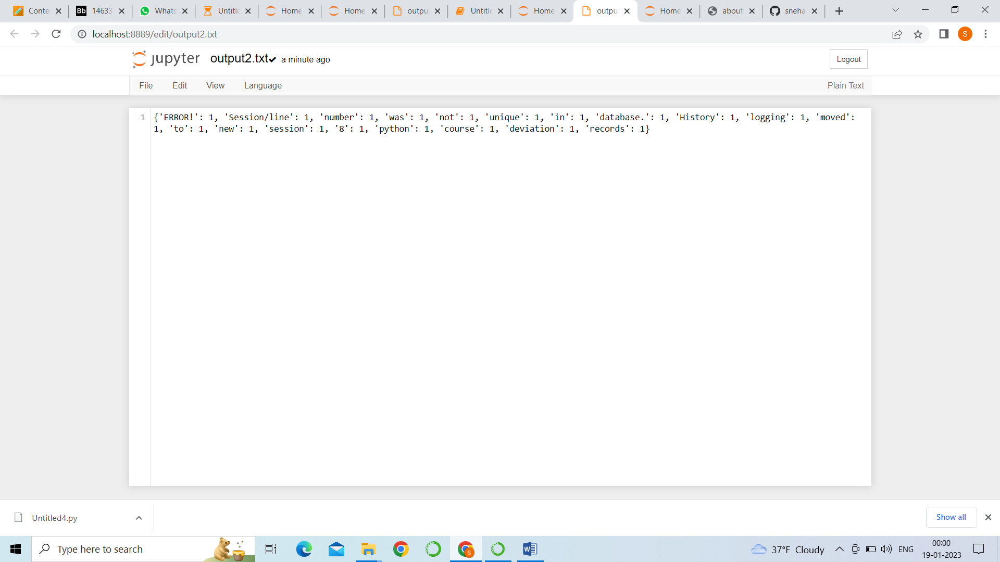 Conte 14633 Whats Untitle Home Home outpu Untitle Home outpu Home about sneha
localhost:8889/edit/output2.txt
S
jupyter output2.txt a minute ago
Logout
File Edit View Language Plain Text
1 {'ERROR!': 1, 'Session/line': 1, 'number': 1, 'was': 1, 'not': 1, 'unique': 1, 'in': 1, 'database.': 1, 'History': 1, 'logging': 1, 'moved':
1, 'to': 1, 'new': 1, 'session': 1, '8': 1, 'python': 1, 'course': 1, 'deviation': 1, 'records': 1}
Untitled4.py
Show all
Type here to search
37°F Cloudy
ENG
00:00
19-01-2023